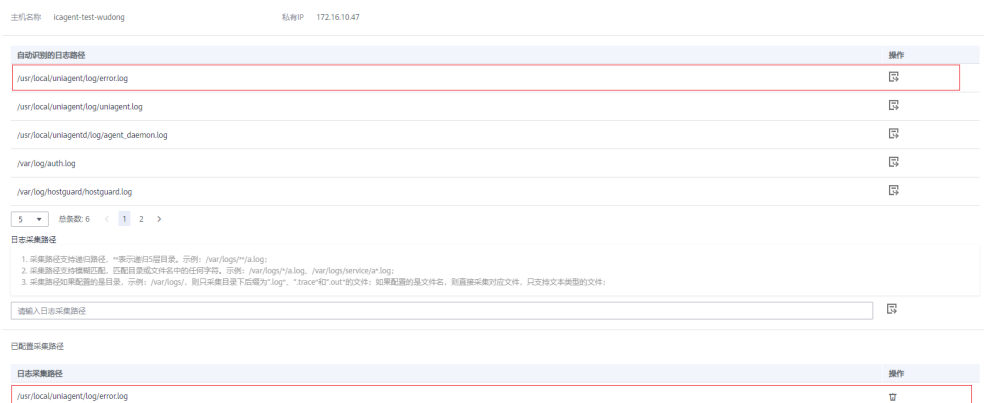 主机名称 icagent-test-wudong 私有IP 172.16.10.47
自动识别的日志路径 操作
/usr/local/uniagent/log/error.log
/usr/local/uniagent/log/uniagent.log
/usr/local/uniagentd/log/agent_daemon.log
/var/log/auth.log
/var/log/hostguard/hostguard.log
5 总条数: 6 < 1 2 >
日志采集路径
1. 采集路径支持递归路径，**表示递归5层目录。示例：/var/logs/**/a.log；
2. 采集路径支持模糊匹配，匹配目录或文件名中的任何字符。示例：/var/logs/*/a.log、/var/logs/service/a*.log；
3. 采集路径如果配置的是目录，示例：/var/logs/，则只采集目录下后缀为".log"、".trace"和".out"的文件；如果配置的是文件名，则直接采集对应文件，只支持文本类型的文件；
请输入日志采集路径
已配置采集路径
日志采集路径 操作
/usr/local/uniagent/log/error.log